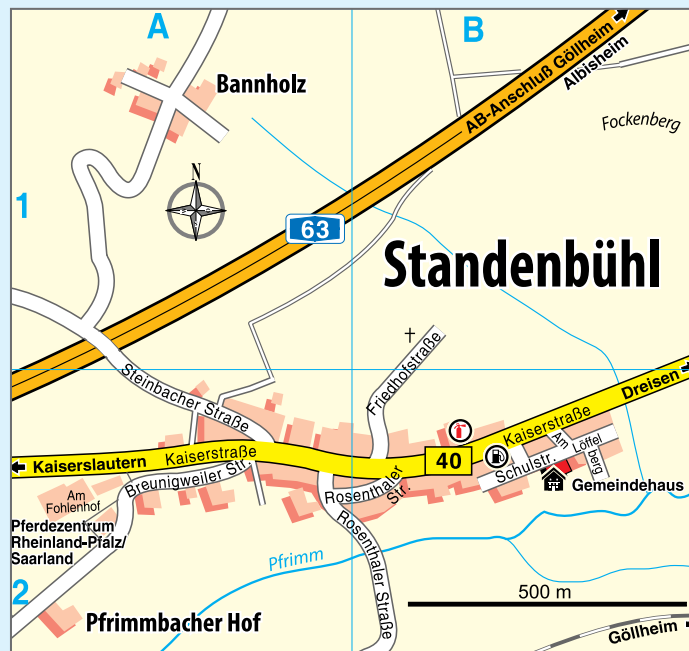 A
B
Bannholz
AB-Anschluß Göllheim
Albisheim
Fockenberg
N
1
63
Standenbühl
Steinbacher Straße
Friedhofstraße
Dreisen
Kaiserstraße
Kaiserslautern
Kaiserstraße
40
Am
Löffel
berg
Schulstr.
Breunigweiler Str.
Rosenthaler
Str.
Gemeindehaus
Am
Fohlenhof
Pferdezentrum
Rheinland-Pfalz/
Saarland
Rosenthaler Straße
Pfrimm
2
500 m
Pfrimmbacher Hof
Göllheim